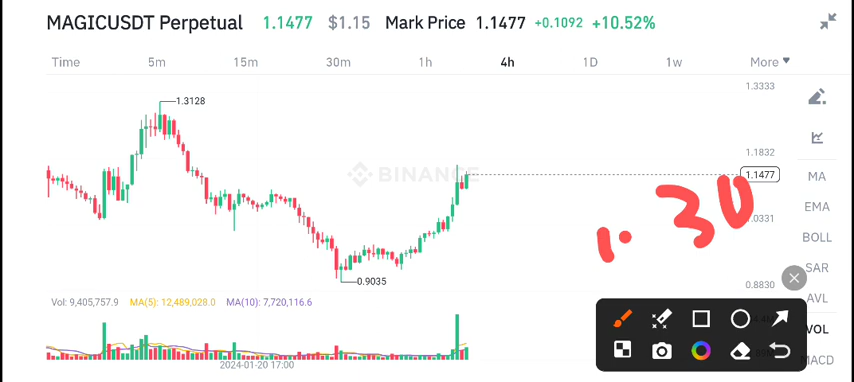 MAGICUSDT Perpetual 1.1477 $1.15 Mark Price 1.1477 +0.1092 +10.52%
Time 5m 15m 30m 1h 4h 1D 1w More
1.3333
1.3128
1.1832
BINANCE
1.1477
MA
1.30
1.0331
EMA
BOLL
SAR
0.9035
0.8830
AVL
Vol: 9,405,757.9 MA(5): 12,489,028.0 MA(10): 7,720,116.6
VOL
MACD
2024-01-20 17:00